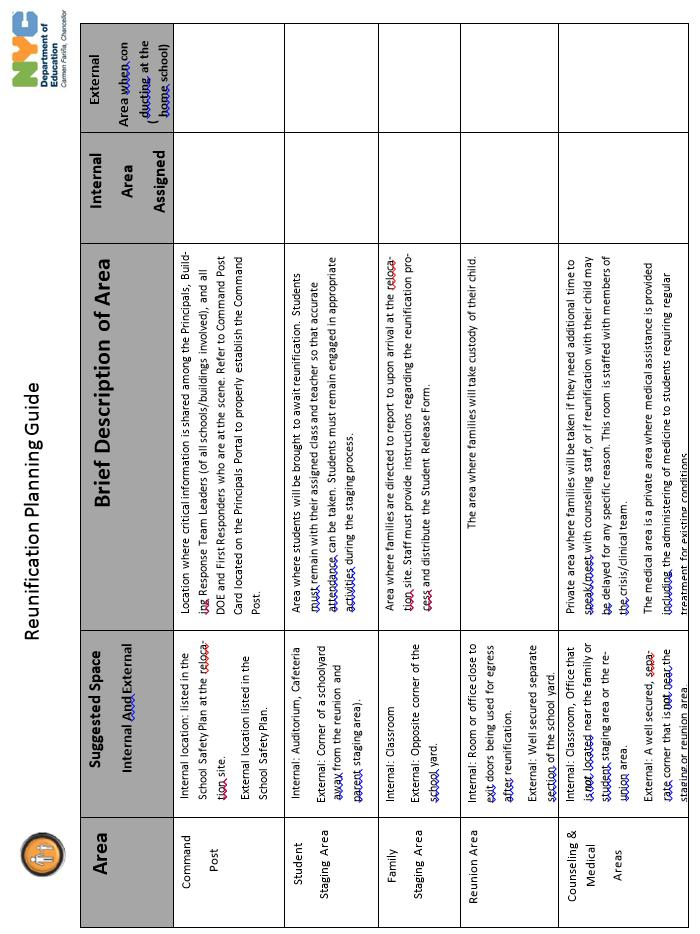 Reunification Planning Guide
NYC
Department of
Education
Carmen Fariña, Chancellor
Area
Suggested Space
Internal And External
Brief Description of Area
Internal
Area
Assigned
External
Area when con
ducting at the
( home school)
Command
Post
Internal location: listed in the
School Safety Plan at the reloca-
tion site.
External location listed in the
School Safety Plan.
Location where critical information is shared among the Principals, Build-
ing Response Team Leaders (of all schools/buildings involved), and all
DOE and First Responders who are at the scene. Refer to Command Post
Card located on the Principals Portal to properly establish the Command
Post.
Student
Staging Area
Internal: Auditorium, Cafeteria
External: Corner of a schoolyard
away from the reunion and
parent staging area).
Area where students will be brought to await reunification. Students
must remain with their assigned class and teacher so that accurate
attendance can be taken. Students must remain engaged in appropriate
activities during the staging process.
Family
Staging Area
Internal: Classroom
External: Opposite corner of the
school yard.
Area where families are directed to report to upon arrival at the reloca-
tion site. Staff must provide instructions regarding the reunification pro-
cess and distribute the Student Release Form.
Reunion Area
Internal: Room or office close to
exit doors being used for egress
after reunification.
External: Well secured separate
section of the school yard.
The area where families will take custody of their child.
Counseling &
Medical
Areas
Internal: Classroom, Office that
is not located near the family or
student staging area or the re-
union area.
External: A well secured, sepa-
rate corner that is not near the
staging or reunion area.
Private area where families will be taken if they need additional time to
speak/meet with counseling staff, or if reunification with their child may
be delayed for any specific reason. This room is staffed with members of
the crisis/clinical team.
The medical area is a private area where medical assistance is provided
including the administering of medicine to students requiring regular
treatment for existing conditions.